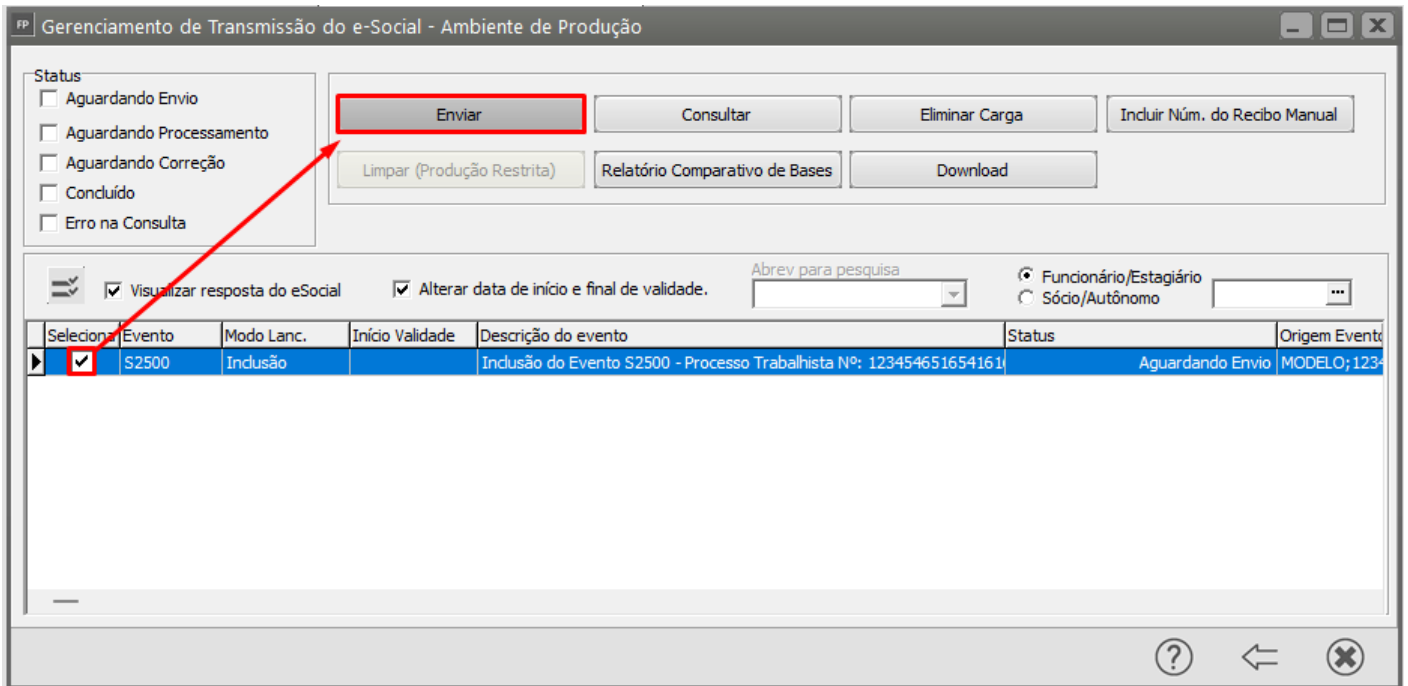 FP Gerenciamento de Transmissão do e-Social - Ambiente de Produção
Status
Aguardando Envio
Aguardando Processamento
Aguardando Correção
Concluído
Erro na Consulta
Enviar Consultar Eliminar Carga Incluir Núm. do Recibo Manual
Limpar (Produção Restrita) Relatório Comparativo de Bases Download
Visualizar resposta do eSocial Alterar data de início e final de validade. Abrev para pesquisa Funcionário/Estagiário
Sócio/Autônomo ...
Seleciona Evento Modo Lanc. Início Validade Descrição do evento Status Origem Evento
S2500 Inclusão Inclusão do Evento S2500 - Processo Trabalhista Nº: 1234546516541616 Aguardando Envio MODELO;1234
?